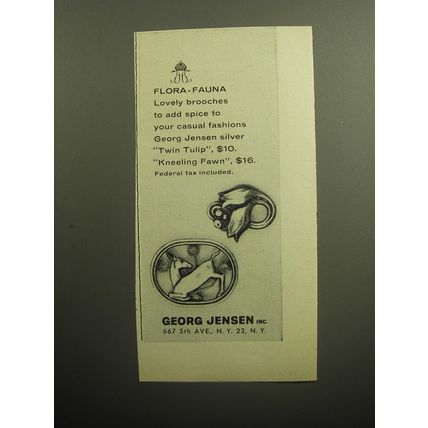 FLORA-FAUNA
Lovely brooches
to add spice to
your casual fashions
Georg Jensen silver
"Twin Tulip", $10.
"Kneeling Fawn", $16.
Federal tax included.
GEORG JENSEN INC.
667 5th AVE., N. Y. 22, N. Y.